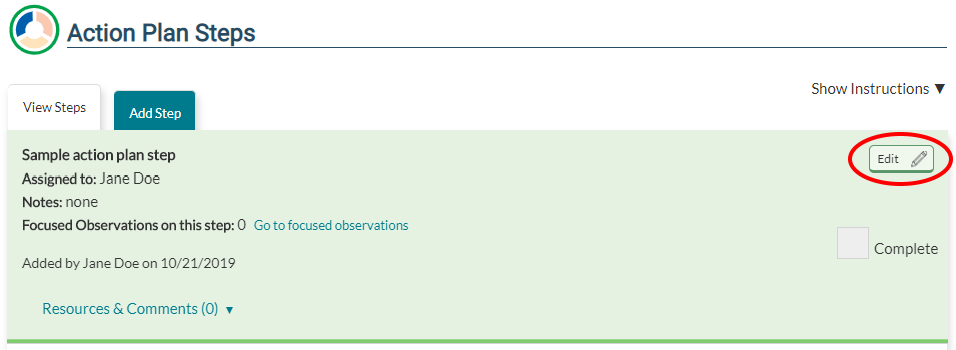 Action Plan Steps
Show Instructions ▼
View Steps
Add Step
Sample action plan step
Edit
Assigned to: Jane Doe
Notes: none
Focused Observations on this step: 0 Go to focused observations
Complete
Added by Jane Doe on 10/21/2019
Resources & Comments (0) ▼